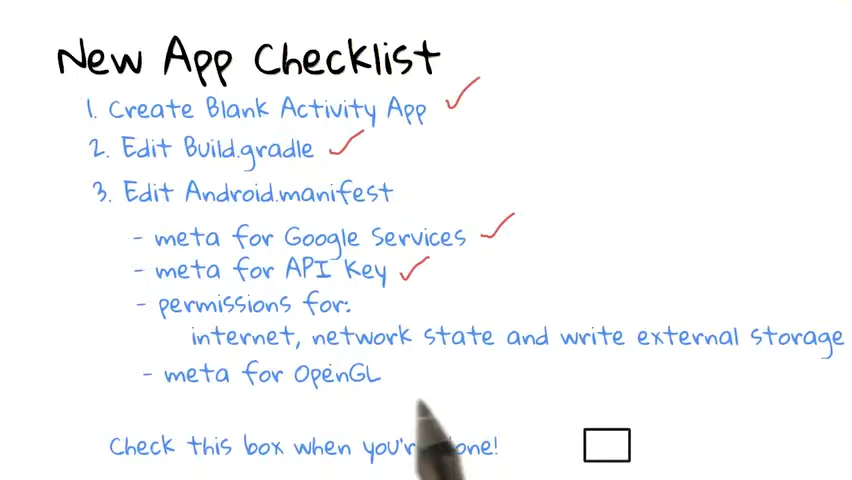 New App Checklist
1. Create Blank Activity App
2. Edit Build.gradle
3. Edit Android.manifest
- meta for Google Services
- meta for API Key
- permissions for:
internet, network state and write external storage
- meta for OpenGL
Check this box when you'r one!